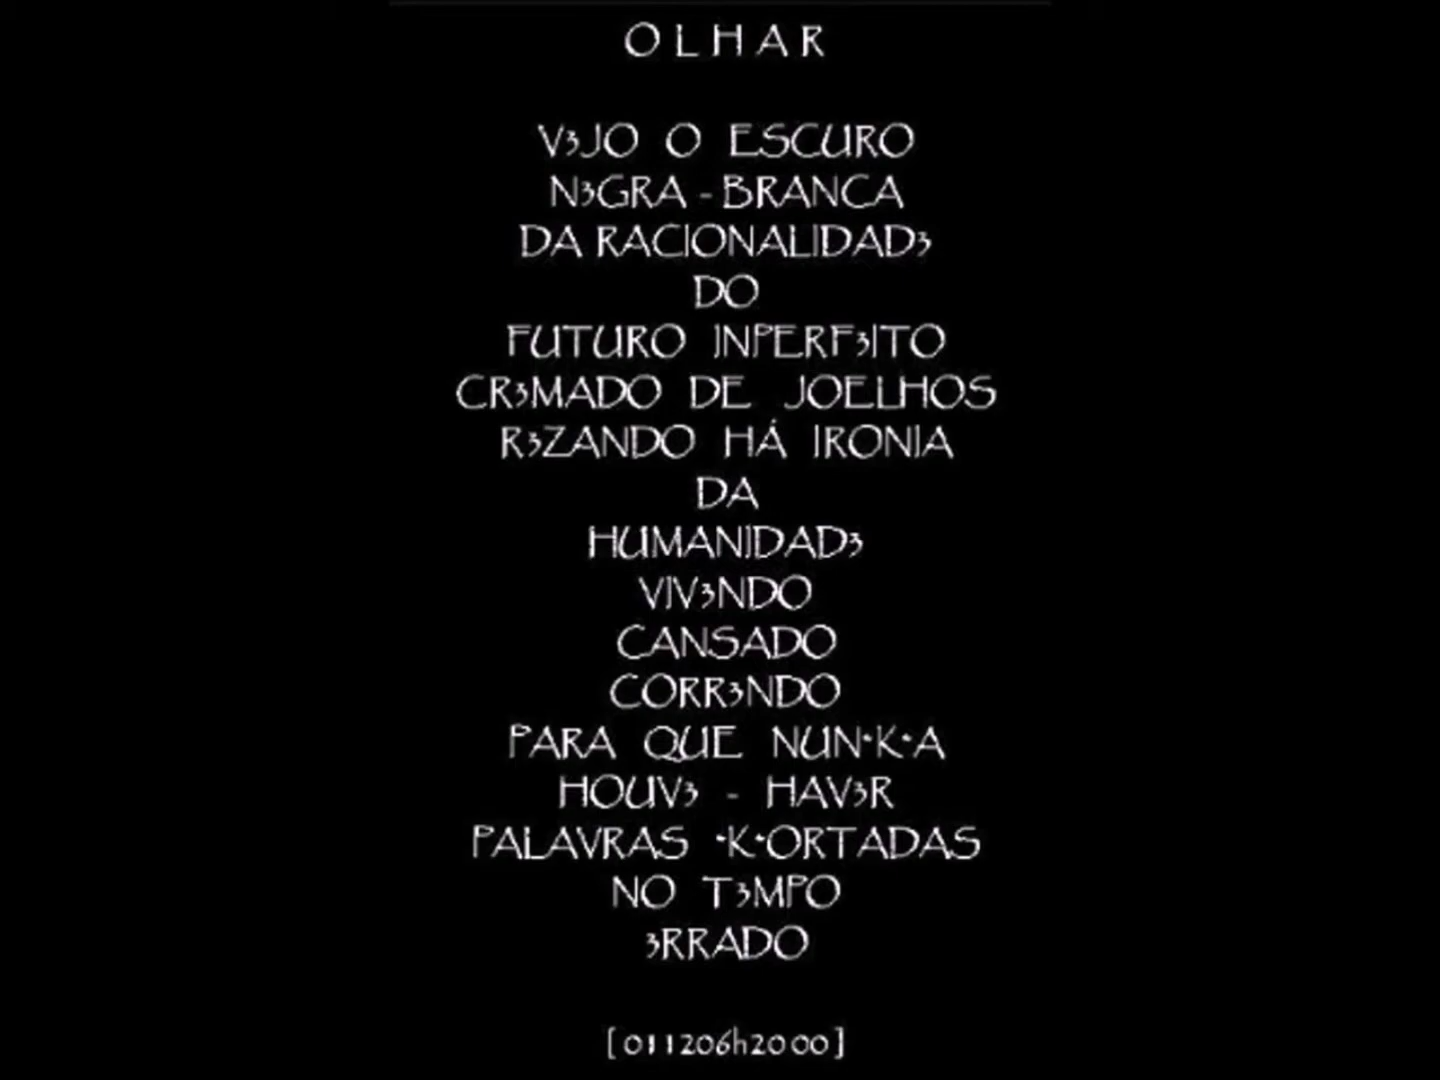 O L H A R
V3JO O ESCURO
N3GRA - BRANCA
DA RACIONALIDAD3
DO
FUTURO INPERF3ITO
CR3MADO DE JOELHOS
R3ZANDO HÁ IRONIA
DA
HUMANIDAD3
VIV3NDO
CANSADO
CORR3NDO
PARA QUE NUN·K·A
HOUV3 - HAV3R
PALAVRAS ·K·ORTADAS
NO T3MPO
3RRADO
[011206h2000]